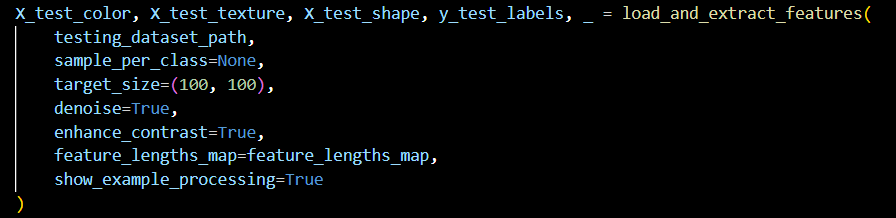 X_test_color, X_test_texture, X_test_shape, y_test_labels, _ = load_and_extract_features(
    testing_dataset_path,
    sample_per_class=None,
    target_size=(100, 100),
    denoise=True,
    enhance_contrast=True,
    feature_lengths_map=feature_lengths_map,
    show_example_processing=True
)